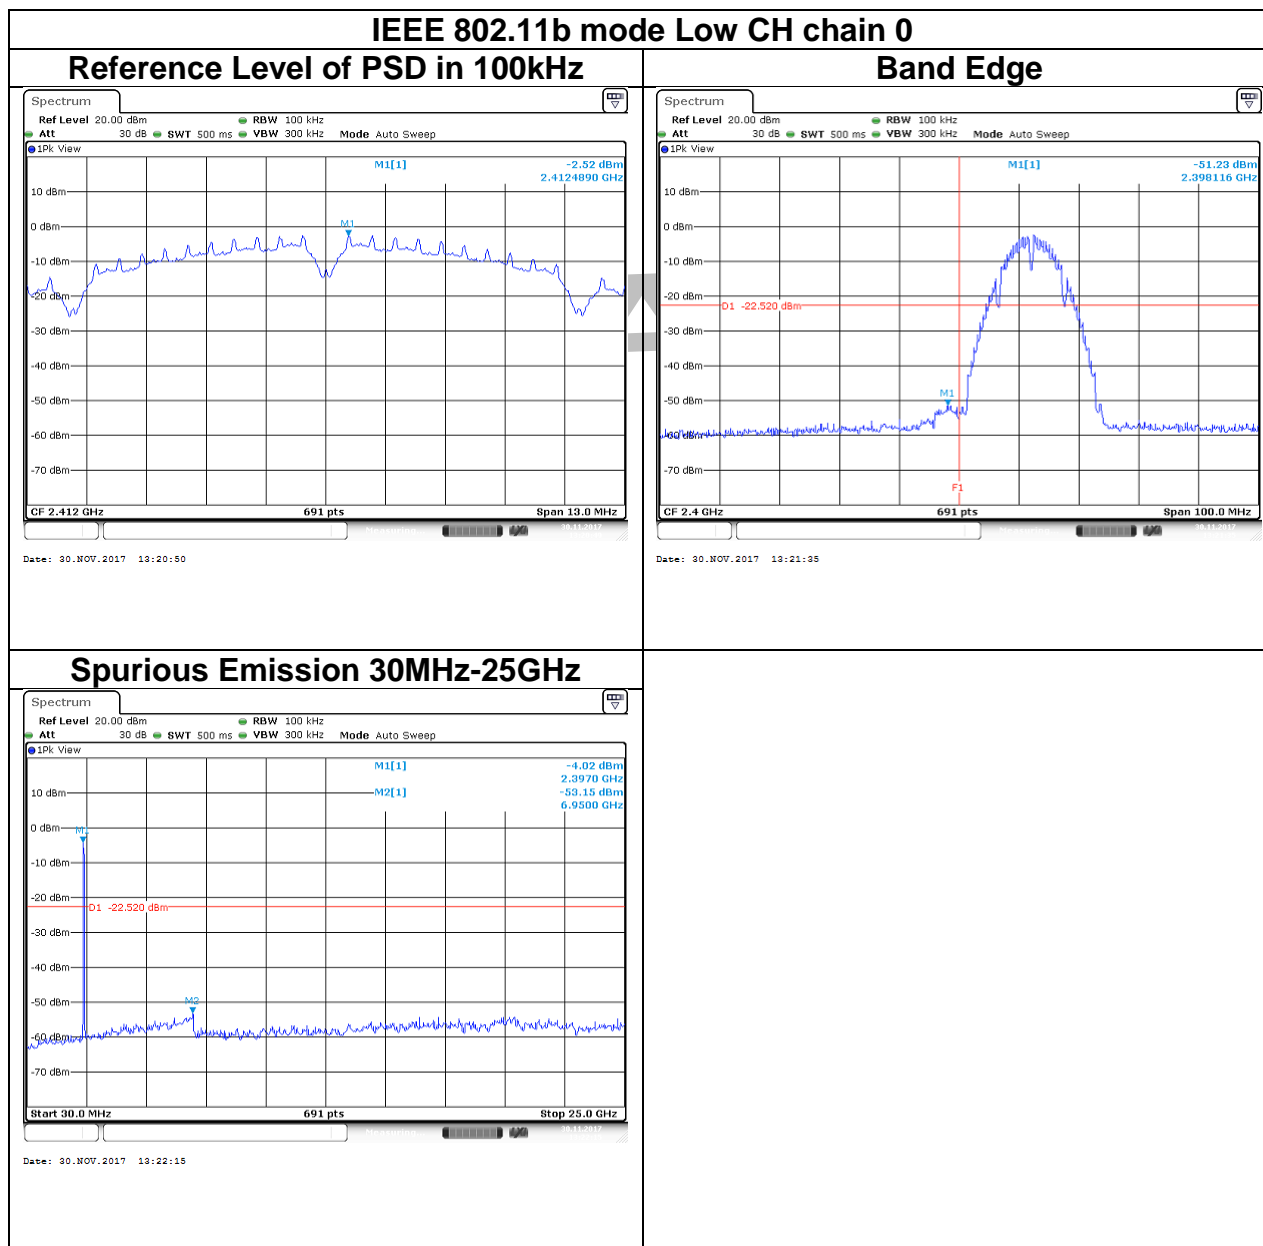 IEEE 802.11b mode Low CH chain 0
Reference Level of PSD in 100kHz
Spectrum
Ref Level 20.00 dBm RBW 100 kHz
Att 30 dB SWT 500 ms VBW 300 kHz Mode Auto Sweep
1Pk View
M1[1] -2.52 dBm
2.4124890 GHz
10 dBm
M1
0 dBm
-10 dBm
-20 dBm
-30 dBm
-40 dBm
-50 dBm
-60 dBm
-70 dBm
CF 2.412 GHz 691 pts Span 13.0 MHz
Measuring 30.11.2017
Date: 30.NOV.2017 13:20:50
Band Edge
Spectrum
Ref Level 20.00 dBm RBW 100 kHz
Att 30 dB SWT 500 ms VBW 300 kHz Mode Auto Sweep
1Pk View
M1[1] -51.23 dBm
2.398116 GHz
10 dBm
0 dBm
-10 dBm
-20 dBm
D1 -22.520 dBm
-30 dBm
-40 dBm
M1
-50 dBm
-60 dBm
-70 dBm
F1
CF 2.4 GHz 691 pts Span 100.0 MHz
Measuring 30.11.2017
Date: 30.NOV.2017 13:21:35
Spurious Emission 30MHz-25GHz
Spectrum
Ref Level 20.00 dBm RBW 100 kHz
Att 30 dB SWT 500 ms VBW 300 kHz Mode Auto Sweep
1Pk View
M1[1] -4.02 dBm
2.3970 GHz
M2[1] -53.15 dBm
6.9500 GHz
10 dBm
0 dBm
M1
-10 dBm
-20 dBm
D1 -22.520 dBm
-30 dBm
-40 dBm
-50 dBm
M2
-60 dBm
-70 dBm
Start 30.0 MHz 691 pts Stop 25.0 GHz
Measuring 30.11.2017
Date: 30.NOV.2017 13:22:15